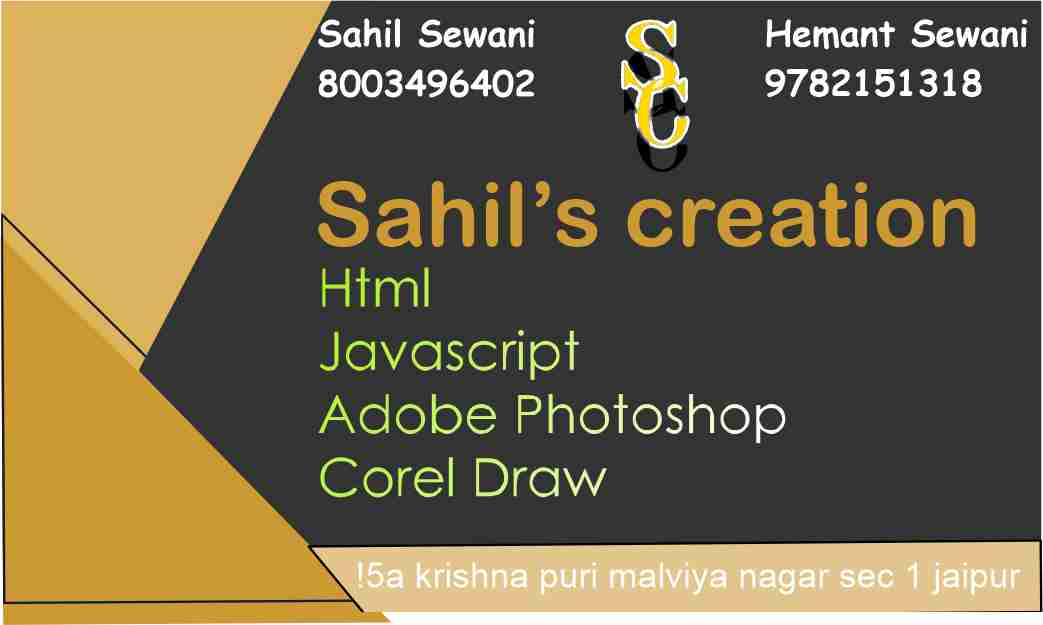 Sahil Sewani
8003496402
SC
Hemant Sewani
9782151318
Sahil's creation
Html
Javascript
Adobe Photoshop
Corel Draw
!5a krishna puri malviya nagar sec 1 jaipur